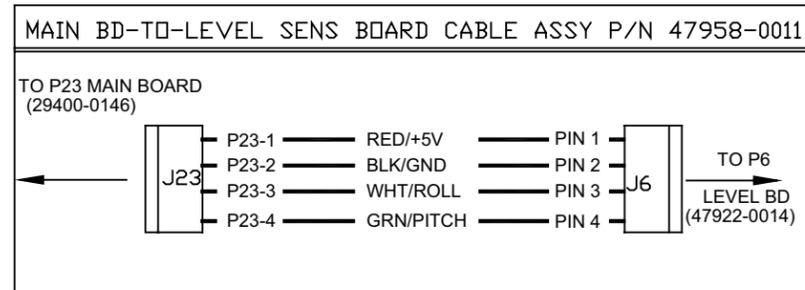 MAIN BD-TO-LEVEL SENS BOARD CABLE ASSY P/N 47958-0011
TO P23 MAIN BOARD
(29400-0146)
J23
P23-1 RED/+5V PIN 1
P23-2 BLK/GND PIN 2
P23-3 WHT/ROLL PIN 3
P23-4 GRN/PITCH PIN 4
J6
TO P6
LEVEL BD
(47922-0014)